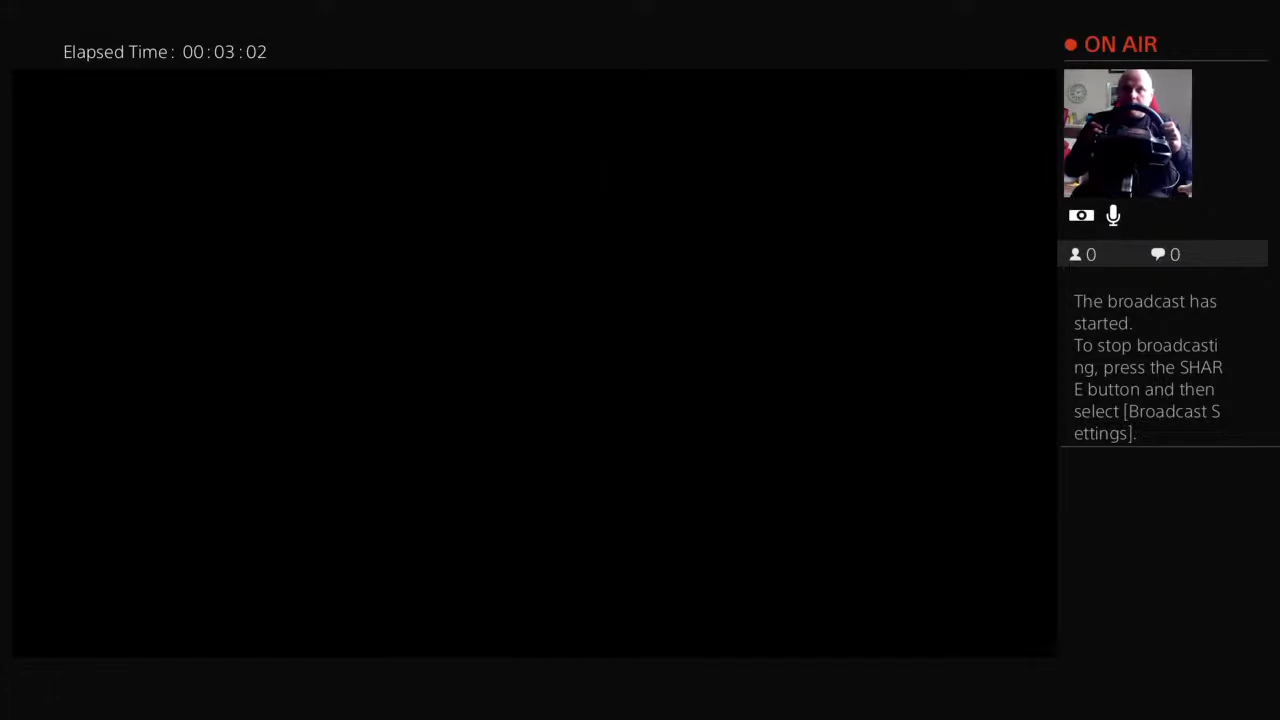 Elapsed Time: 00:03:02
ON AIR
0 0
The broadcast has
started.
To stop broadcasti
ng, press the SHAR
E button and then
select [Broadcast S
ettings].